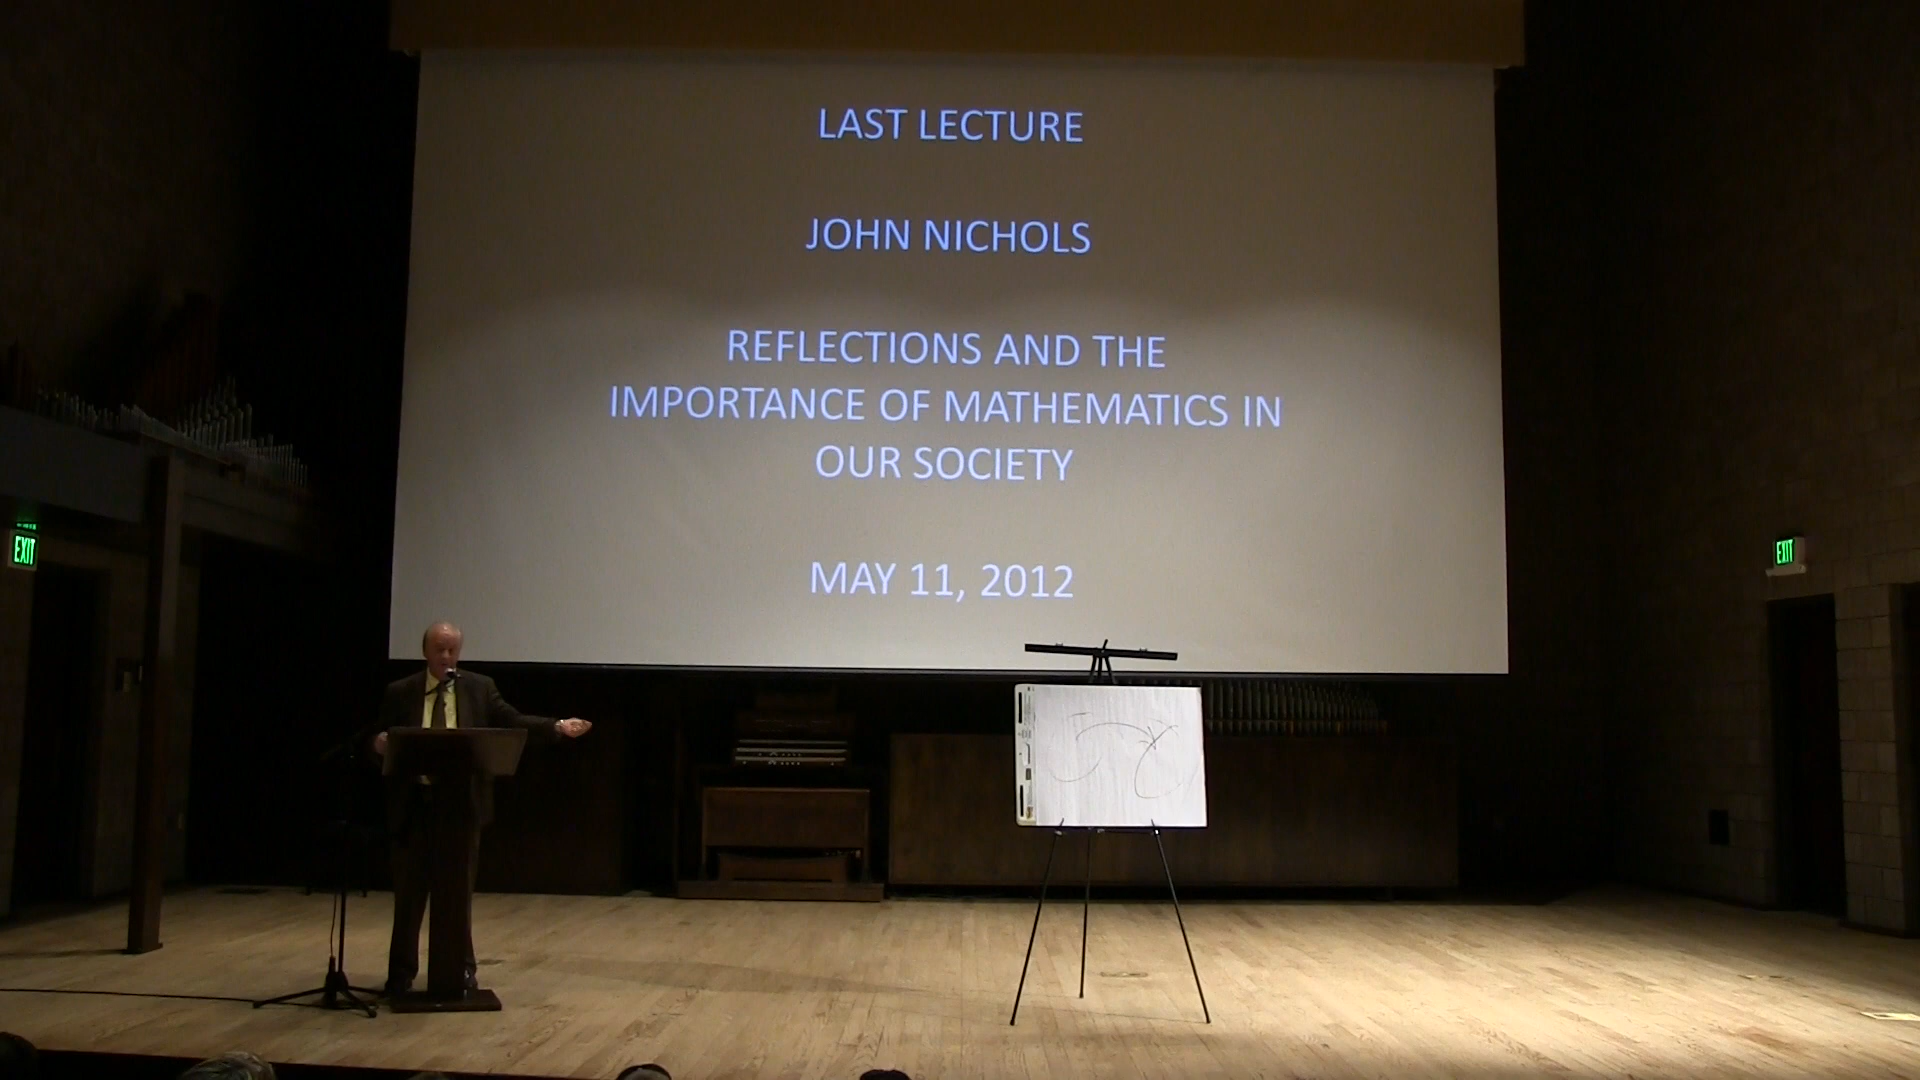 LAST LECTURE
JOHN NICHOLS
REFLECTIONS AND THE
IMPORTANCE OF MATHEMATICS IN
OUR SOCIETY
MAY 11, 2012
EXIT
EXIT